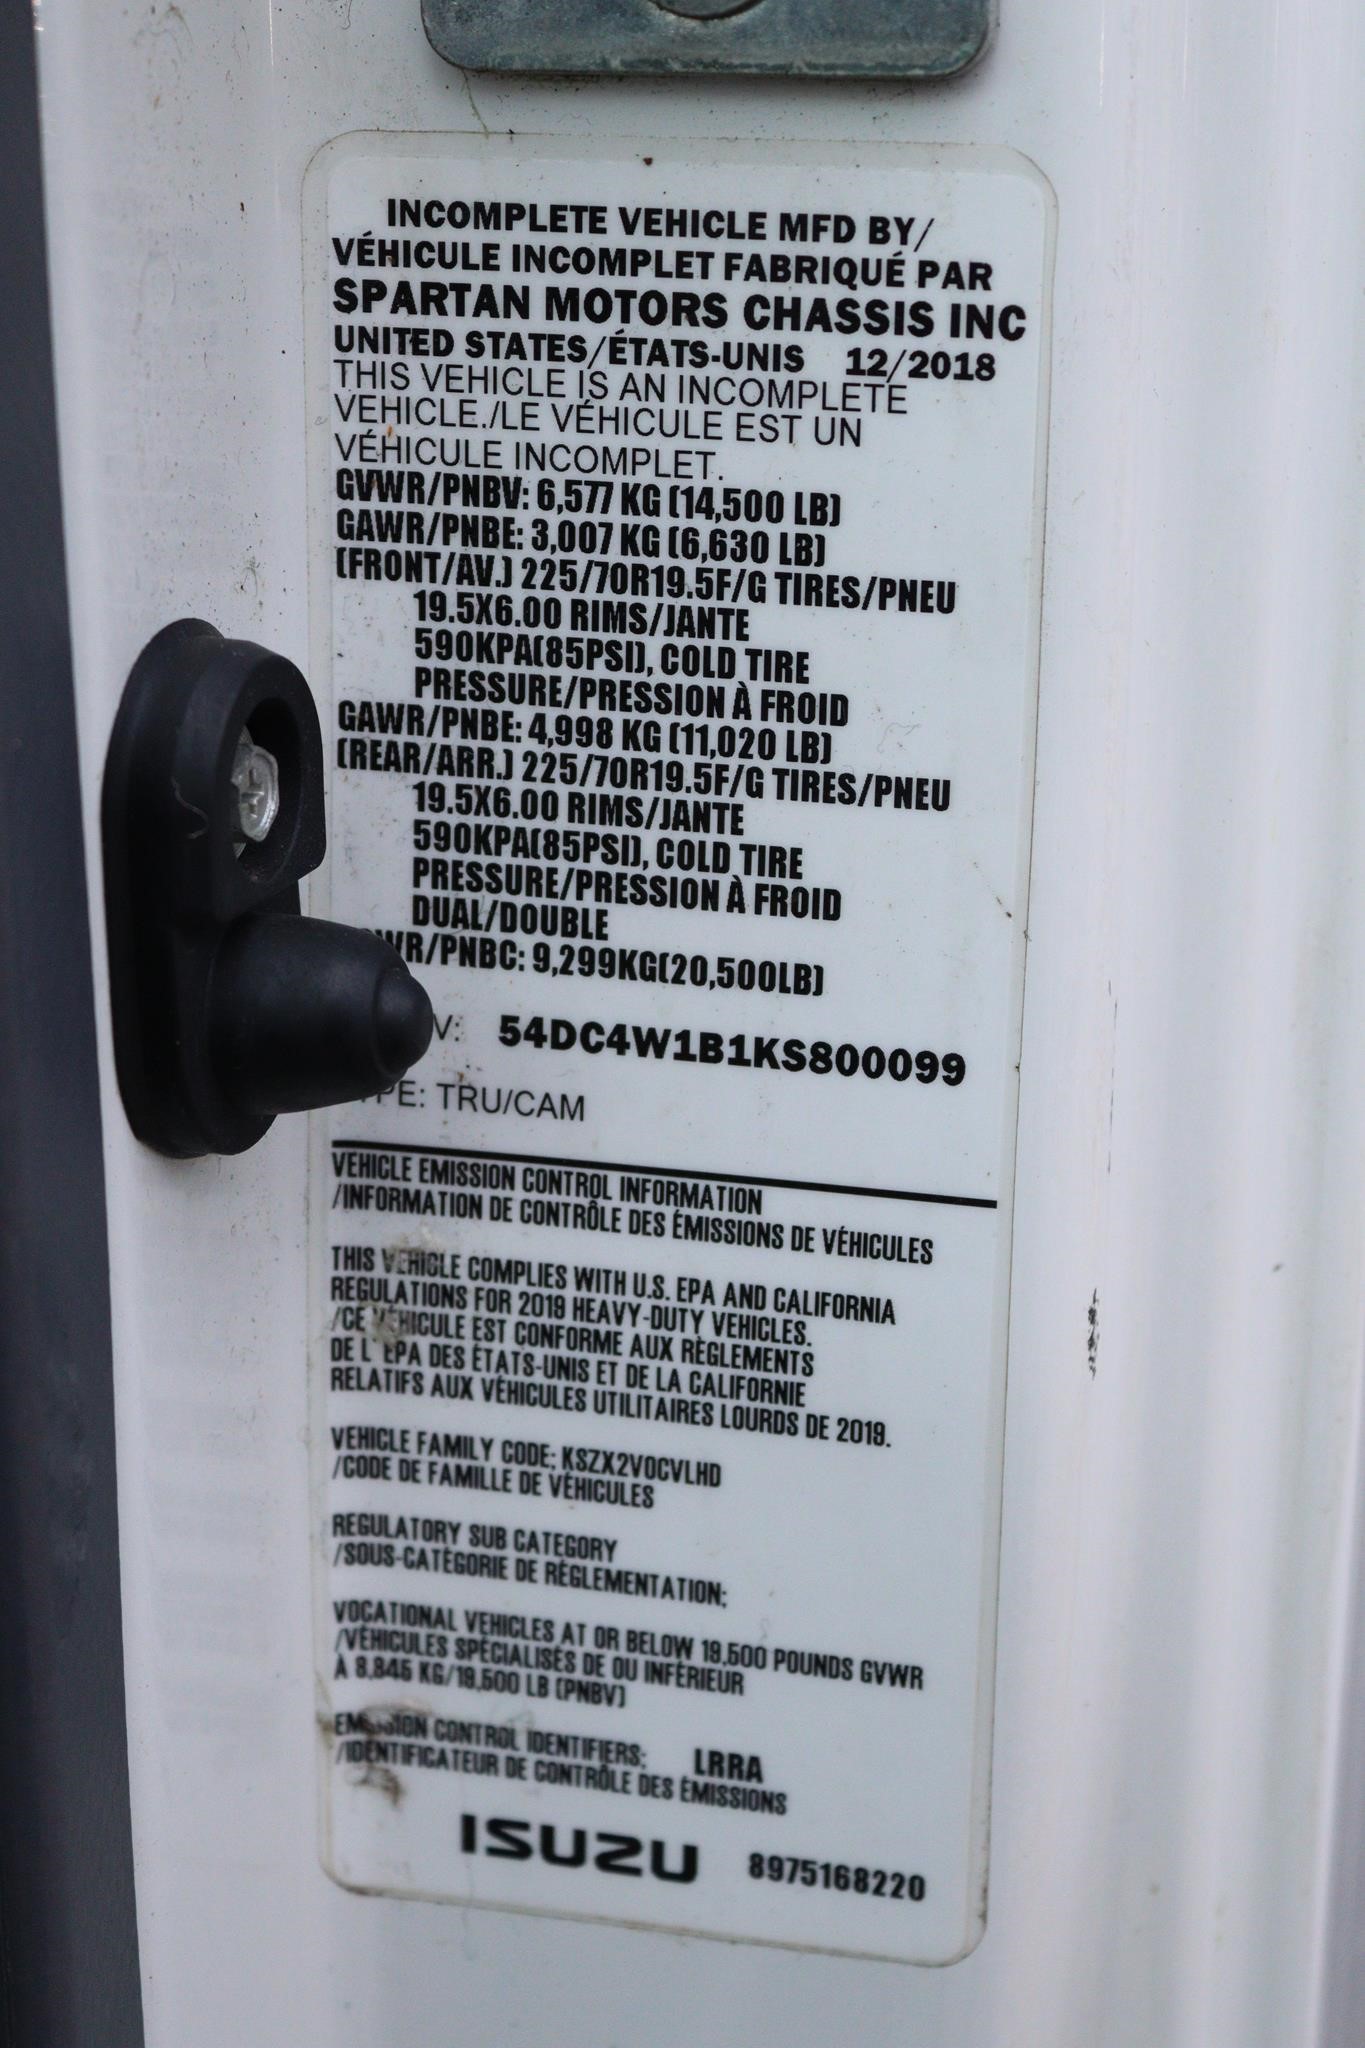 INCOMPLETE VEHICLE MFD BY/
VÉHICULE INCOMPLET FABRIQUÉ PAR
SPARTAN MOTORS CHASSIS INC
UNITED STATES/ÉTATS-UNIS 12/2018
THIS VEHICLE IS AN INCOMPLETE
VEHICLE./LE VÉHICULE EST UN
VÉHICULE INCOMPLET.
GVWR/PNBV: 6,577 KG (14,500 LB)
GAWR/PNBE: 3,007 KG (6,630 LB)
(FRONT/AV.) 225/70R19.5F/G TIRES/PNEU
19.5X6.00 RIMS/JANTE
590KPA(85PSI), COLD TIRE
PRESSURE/PRESSION À FROID
GAWR/PNBE: 4,998 KG (11,020 LB)
(REAR/ARR.) 225/70R19.5F/G TIRES/PNEU
19.5X6.00 RIMS/JANTE
590KPA(85PSI), COLD TIRE
PRESSURE/PRESSION À FROID
DUAL/DOUBLE
WR/PNBC: 9,299KG(20,500LB)
V: 54DC4W1B1KS800099
PE: TRU/CAM
VEHICLE EMISSION CONTROL INFORMATION
/INFORMATION DE CONTRÔLE DES ÉMISSIONS DE VÉHICULES
THIS VEHICLE COMPLIES WITH U.S. EPA AND CALIFORNIA
REGULATIONS FOR 2019 HEAVY-DUTY VEHICLES.
/CE VÉHICULE EST CONFORME AUX RÈGLEMENTS
DE L'EPA DES ÉTATS-UNIS ET DE LA CALIFORNIE
RELATIFS AUX VÉHICULES UTILITAIRES LOURDS DE 2019.
VEHICLE FAMILY CODE; KSZX2VOCVLHD
/CODE DE FAMILLE DE VÉHICULES
REGULATORY SUB CATEGORY
/SOUS-CATÉGORIE DE RÉGLEMENTATION;
VOCATIONAL VEHICLES AT OR BELOW 19,500 POUNDS GVWR
/VÉHICULES SPÉCIALISÉS DE OU INFÉRIEUR
À 8,845 KG/19,500 LB (PNBV)
EMISSION CONTROL IDENTIFIERS; LRRA
/IDENTIFICATEUR DE CONTRÔLE DES ÉMISSIONS
ISUZU 8975168220